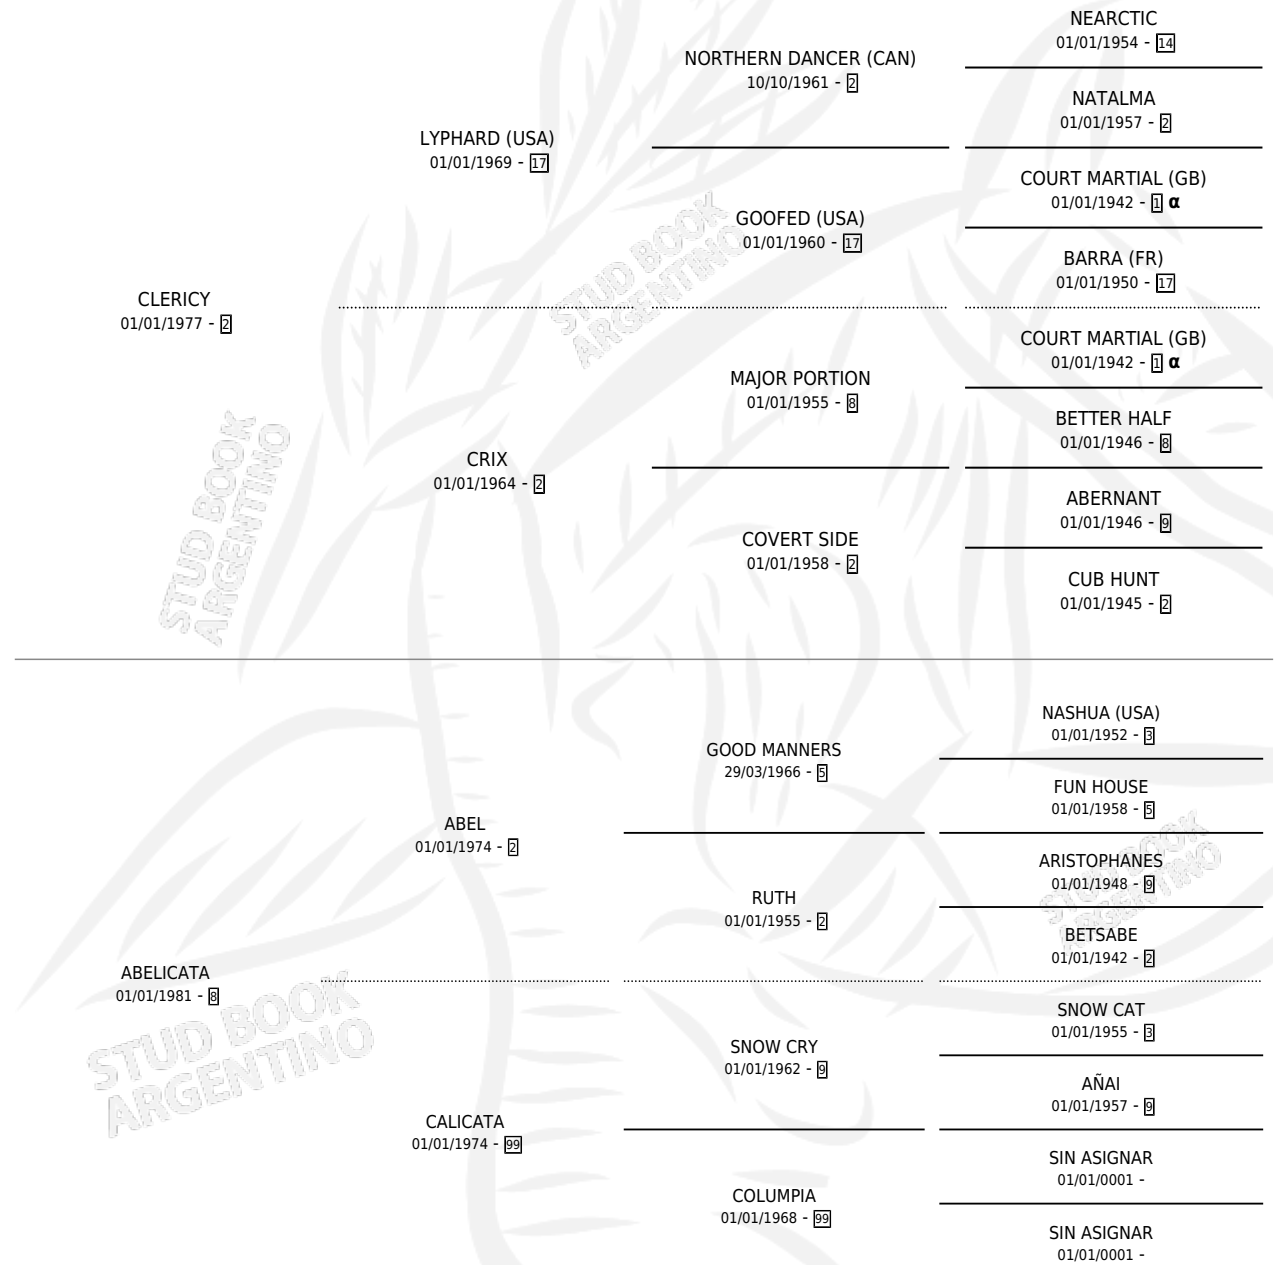 NEARCTIC
01/01/1954 - 14
NORTHERN DANCER (CAN)
10/10/1961 - 2
NATALMA
01/01/1957 - 2
LYPHARD (USA)
01/01/1969 - 17
COURT MARTIAL (GB)
01/01/1942 - 1 α
GOOFED (USA)
01/01/1960 - 17
BARRA (FR)
01/01/1950 - 17
CLERICY
01/01/1977 - 2
COURT MARTIAL (GB)
01/01/1942 - 1 α
MAJOR PORTION
01/01/1955 - 8
BETTER HALF
01/01/1946 - 8
CRIX
01/01/1964 - 2
ABERNANT
01/01/1946 - 9
COVERT SIDE
01/01/1958 - 2
CUB HUNT
01/01/1945 - 2
STUD BOOK
ARGENTINO
STUD BOOK
ARGENTINO
NASHUA (USA)
01/01/1952 - 3
GOOD MANNERS
29/03/1966 - 5
FUN HOUSE
01/01/1958 - 5
ABEL
01/01/1974 - 2
ARISTOPHANES
01/01/1948 - 9
RUTH
01/01/1955 - 2
BETSABE
01/01/1942 - 2
ABELICATA
01/01/1981 - 8
SNOW CAT
01/01/1955 - 3
SNOW CRY
01/01/1962 - 9
AÑAI
01/01/1957 - 9
CALICATA
01/01/1974 - 99
SIN ASIGNAR
01/01/0001 -
COLUMPIA
01/01/1968 - 99
SIN ASIGNAR
01/01/0001 -
STUD BOOK
ARGENTINO
STUD BOOK
ARGENTINO